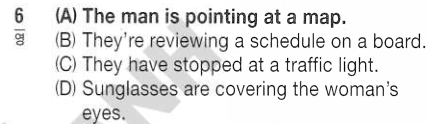 6 (A) The man is pointing at a map.
영 (B) They're reviewing a schedule on a board.
(C) They have stopped at a traffic light.
(D) Sunglasses are covering the woman's
eyes.